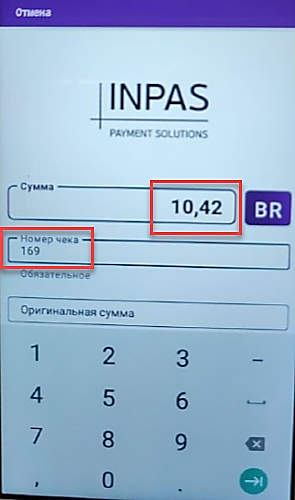 Отмена
INPAS
PAYMENT SOLUTIONS
Сумма
10,42
BR
Номер чека
169
Обязательное
Оригинальная сумма
1 2 3 –
4 5 6
7 8 9
, 0 .